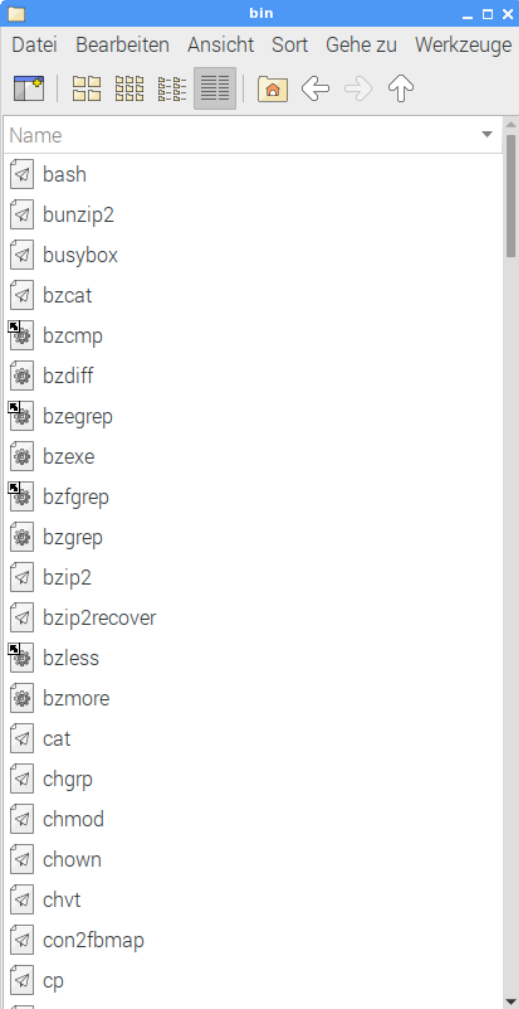 bin
Datei Bearbeiten Ansicht Sort Gehe zu Werkzeuge
Name
bash
bunzip2
busybox
bzcat
bzcmp
bzdiff
bzegrep
bzexe
bzfgrep
bzgrep
bzip2
bzip2recover
bzless
bzmore
cat
chgrp
chmod
chown
chvt
con2fbmap
cp